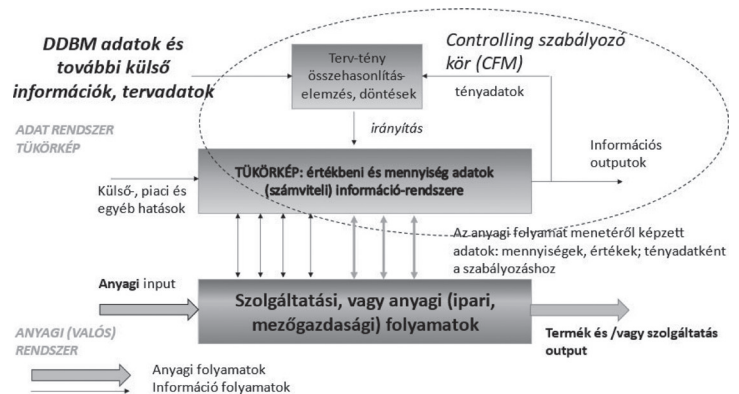 DDBM adatok és
további külső
információk, tervadatok
Terv-tény
összehasonlítás-
elemzés, döntések
Controlling szabályozó
kör (CFM)
tényadatok
irányítás
ADAT RENDSZER
TÜKÖRKÉP
Információs
outputok
TÜKÖRKÉP: értékbeni és mennyiség adatok
(számviteli) információ-rendszere
Külső-, piaci és
egyéb hatások
Az anyagi folyamat menetéről képzett
adatok: mennyiségek, értékek; tényadatként
a szabályozáshoz
Anyagi input
Szolgáltatási, vagy anyagi (ipari,
mezőgazdasági) folyamatok,
Termék és /vagy szolgáltatás
output
ANYAGI (VALÓS)
RENDSZER
Anyagi folyamatok
Információ folyamatok